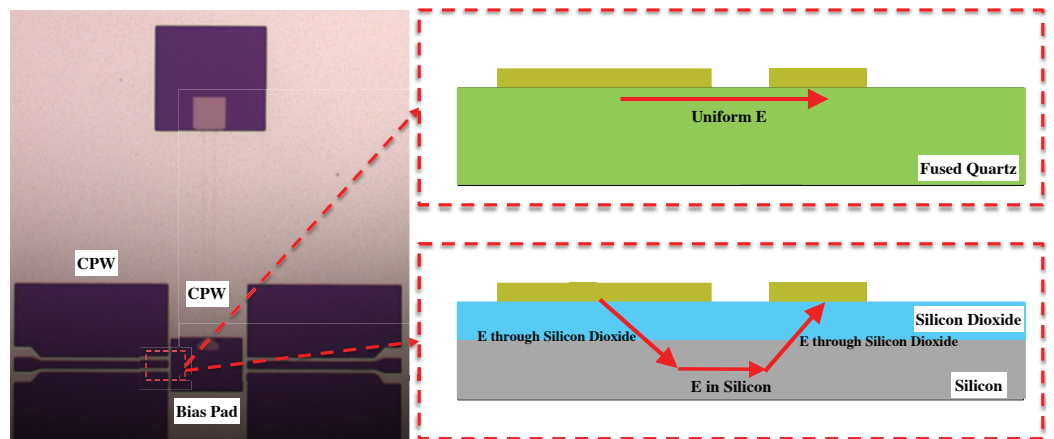 CPW
CPW
Bias Pad
Uniform E
Fused Quartz
Silicon Dioxide
E through Silicon Dioxide
E through Silicon Dioxide
E in Silicon
Silicon